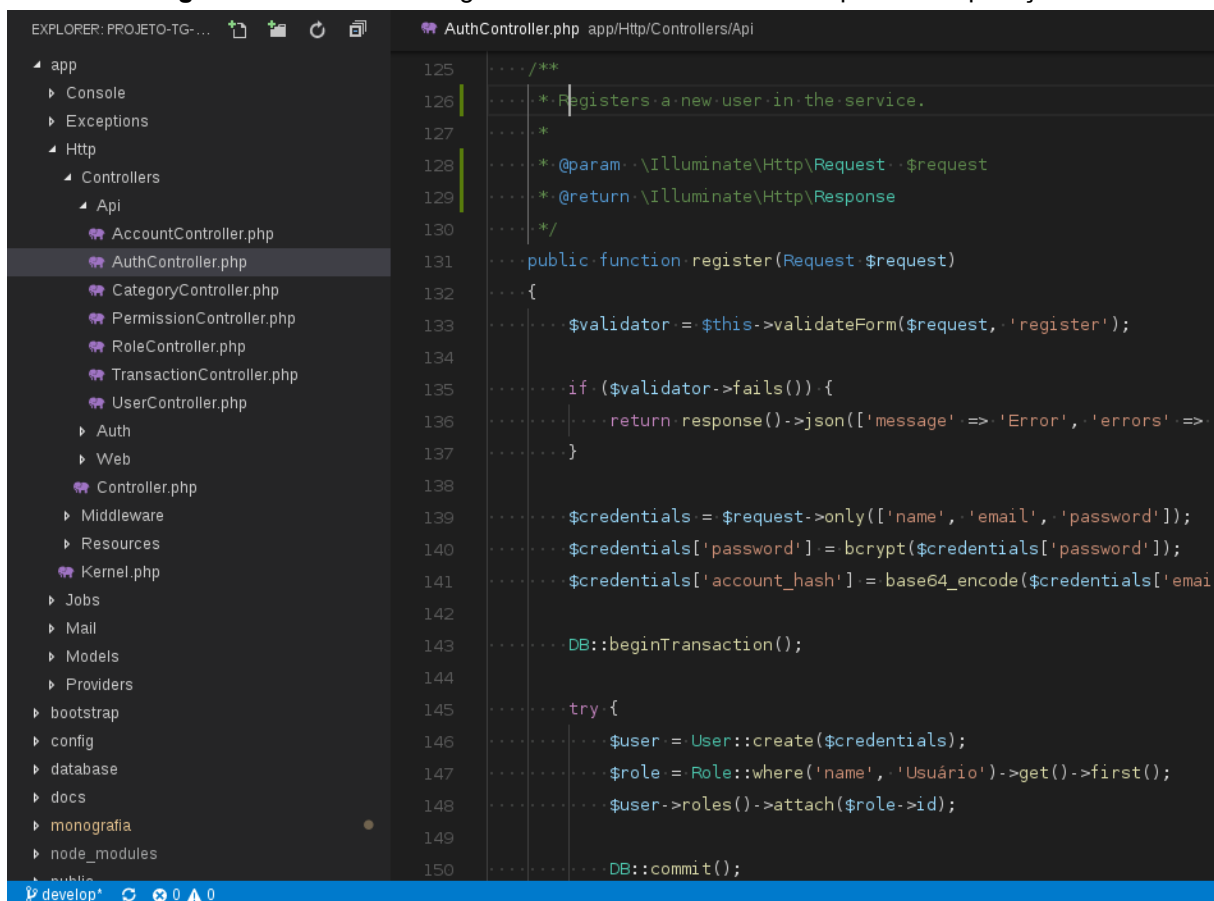 EXPLORER: PROJETO-TG-...
app
Console
Exceptions
Http
Controllers
Api
AccountController.php
AuthController.php
CategoryController.php
PermissionController.php
RoleController.php
TransactionController.php
UserController.php
Auth
Web
Controller.php
Middleware
Resources
Kernel.php
Jobs
Mail
Models
Providers
bootstrap
config
database
docs
monografia
node_modules
AuthController.php app/Http/Controllers/Api
125 /**
126 * Registers a new user in the service.
127 *
128 * @param  \Illuminate\Http\Request  $request
129 * @return \Illuminate\Http\Response
130 */
131 public function register(Request $request)
132 {
133 $validator = $this->validateForm($request, 'register');
134
135 if ($validator->fails()) {
136 return response()->json(['message' => 'Error', 'errors' =>
137 }
138
139 $credentials = $request->only(['name', 'email', 'password']);
140 $credentials['password'] = bcrypt($credentials['password']);
141 $credentials['account_hash'] = base64_encode($credentials['emai
142
143 DB::beginTransaction();
144
145 try {
146 $user = User::create($credentials);
147 $role = Role::where('name', 'Usuário')->get()->first();
148 $user->roles()->attach($role->id);
149
150 DB::commit();
develop* 0 0